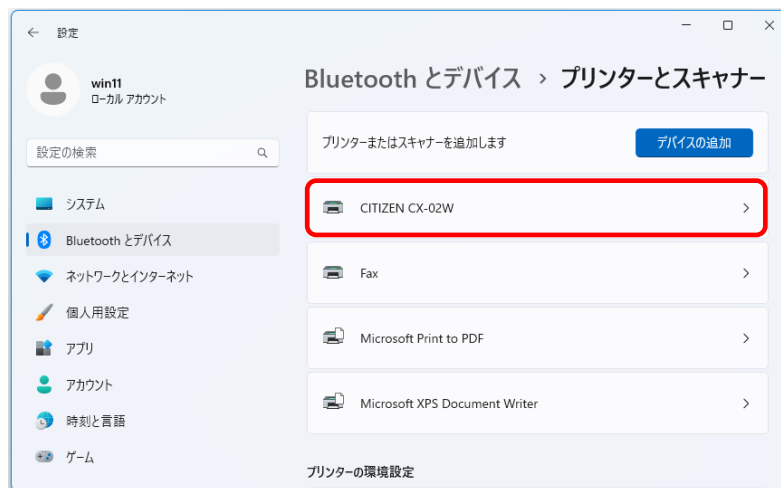 設定
win11
ローカル アカウント
設定の検索
システム
Bluetooth とデバイス
ネットワークとインターネット
個人用設定
アプリ
アカウント
時刻と言語
ゲーム
Bluetooth とデバイス › プリンターとスキャナー
プリンターまたはスキャナーを追加します
デバイスの追加
CITIZEN CX-02W
Fax
Microsoft Print to PDF
Microsoft XPS Document Writer
プリンターの環境設定